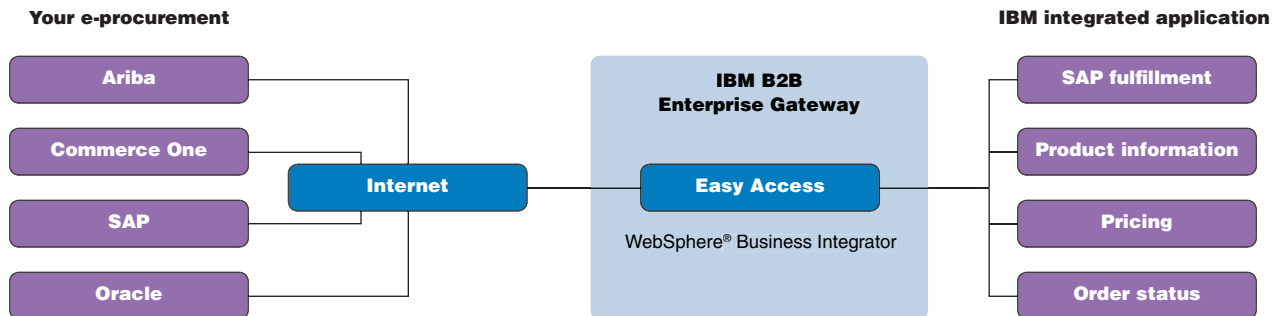 Your e-procurement
Ariba
Commerce One
SAP
Oracle
Internet
IBM B2B
Enterprise Gateway
Easy Access
WebSphere® Business Integrator
IBM integrated application
SAP fulfillment
Product information
Pricing
Order status